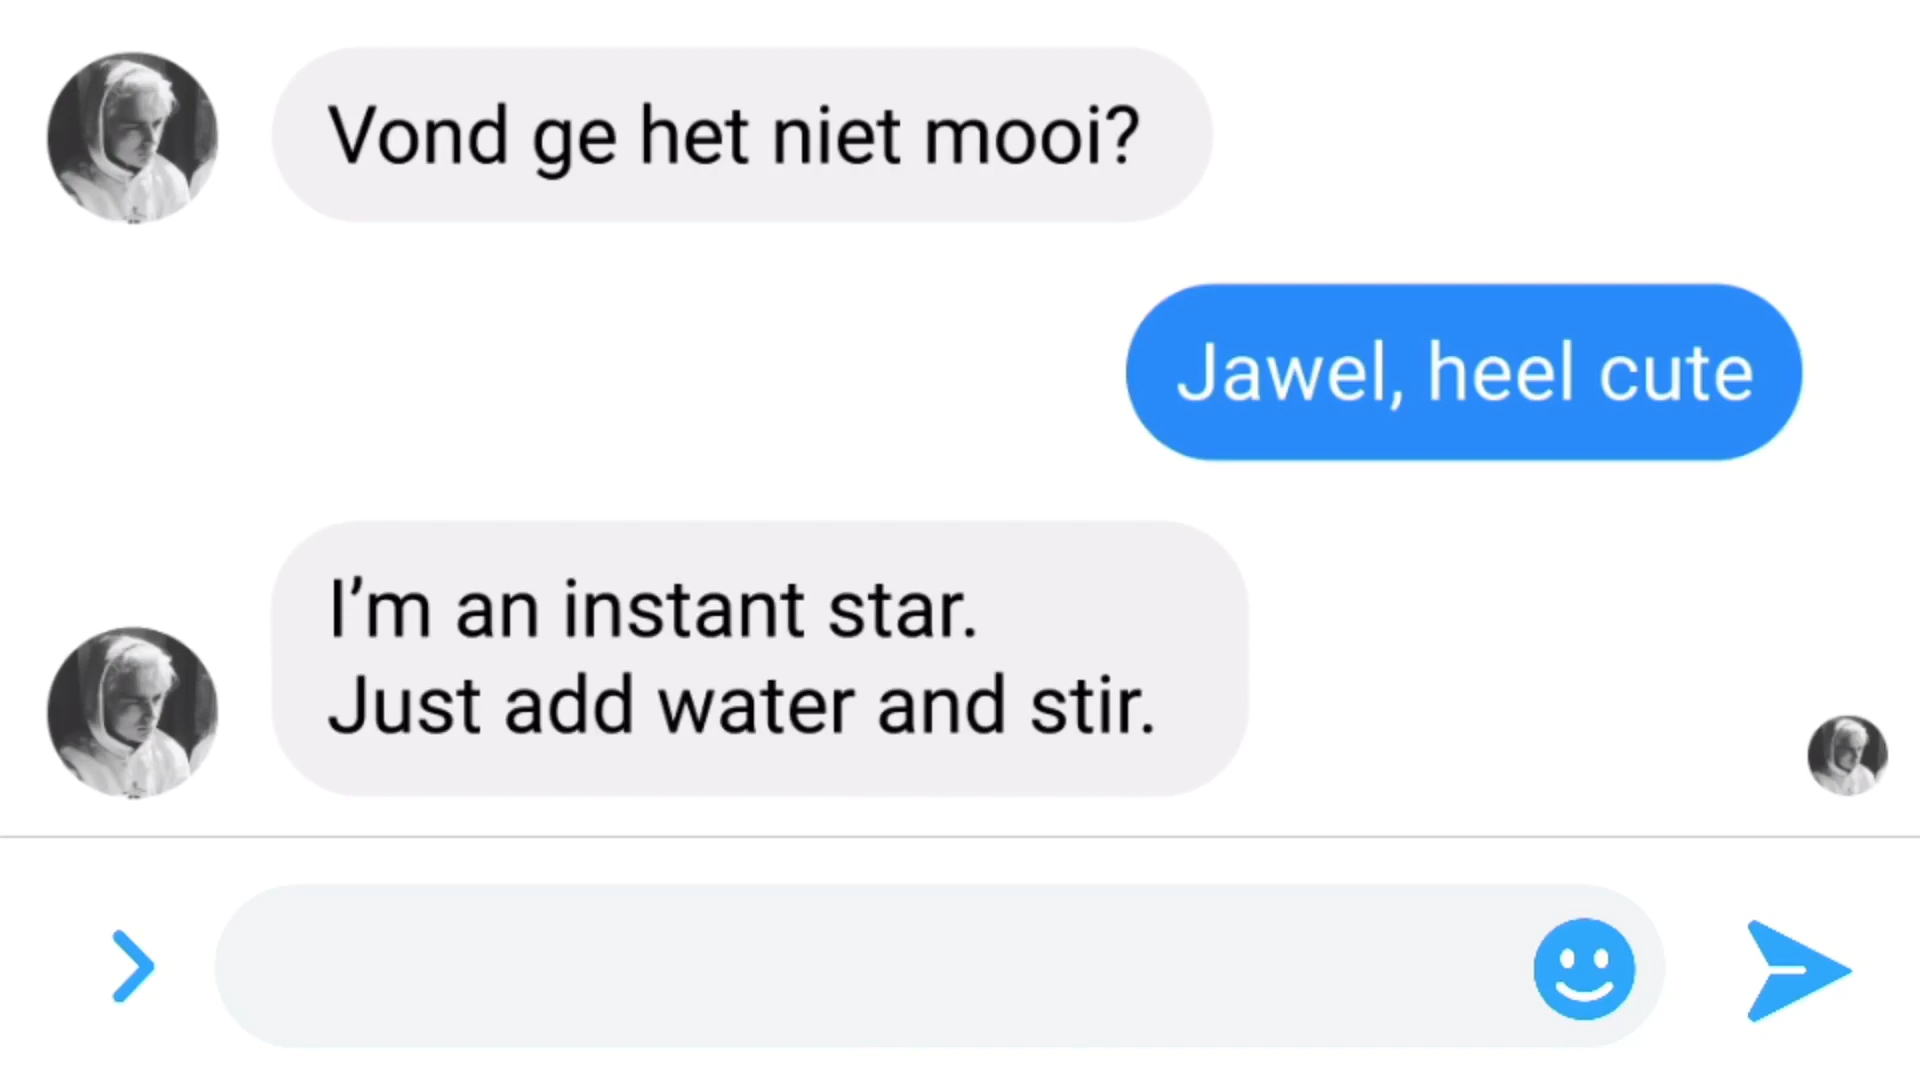 Vond ge het niet mooi?
Jawel, heel cute
I’m an instant star.
Just add water and stir.